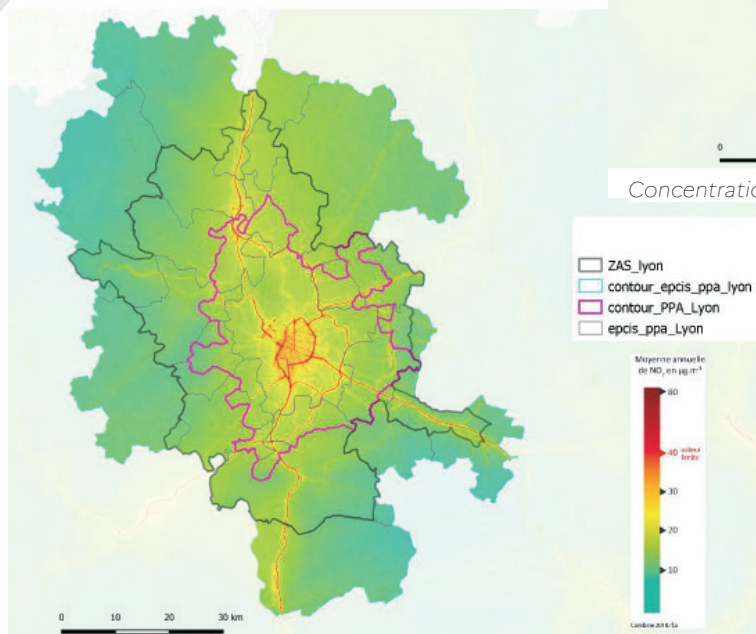 0
Concentratio
ZAS_lyon
contour_epcis_ppa_lyon
contour_PPA_Lyon
epcis_ppa_Lyon
Moyenne annuelle
de NO₂ en µg.m⁻³
80
40 valeur
limite
30
20
10
0 10 20 30 km